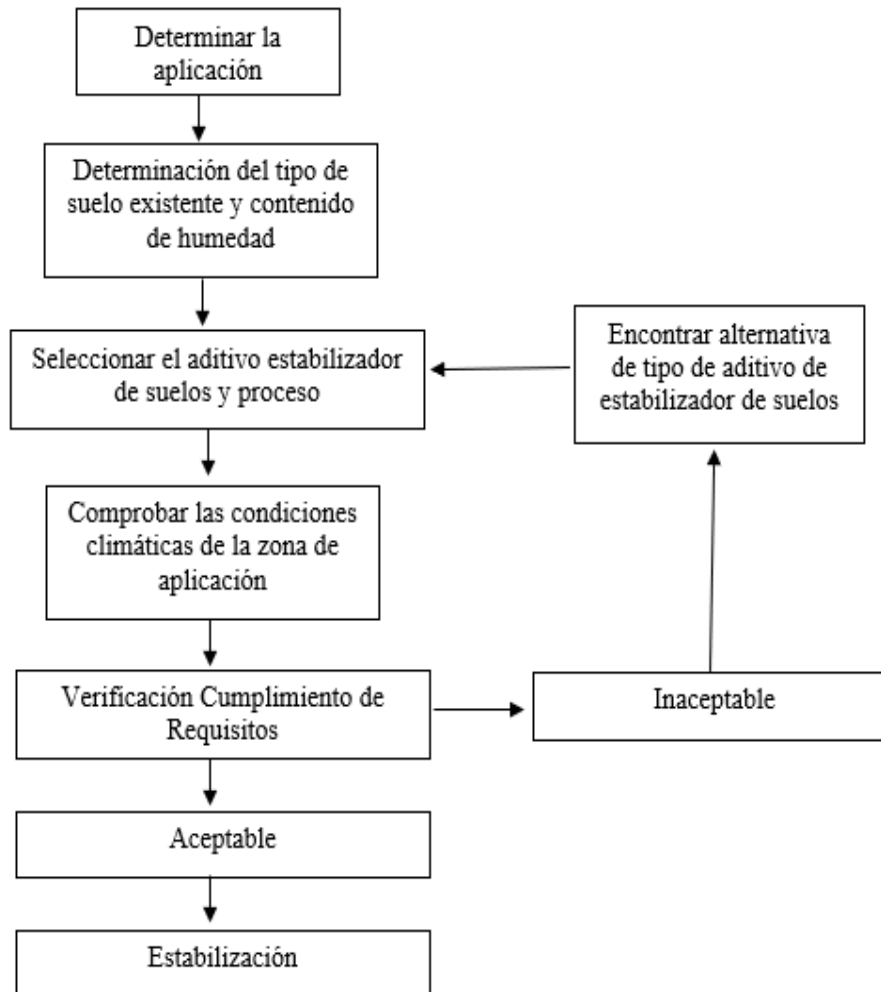 Determinar la
aplicación
Determinación del tipo de
suelo existente y contenido
de humedad
Seleccionar el aditivo estabilizador
de suelos y proceso
Encontrar alternativa
de tipo de aditivo de
estabilizador de suelos
Comprobar las condiciones
climáticas de la zona de
aplicación
Verificación Cumplimiento de
Requisitos
Inaceptable
Aceptable
Estabilización